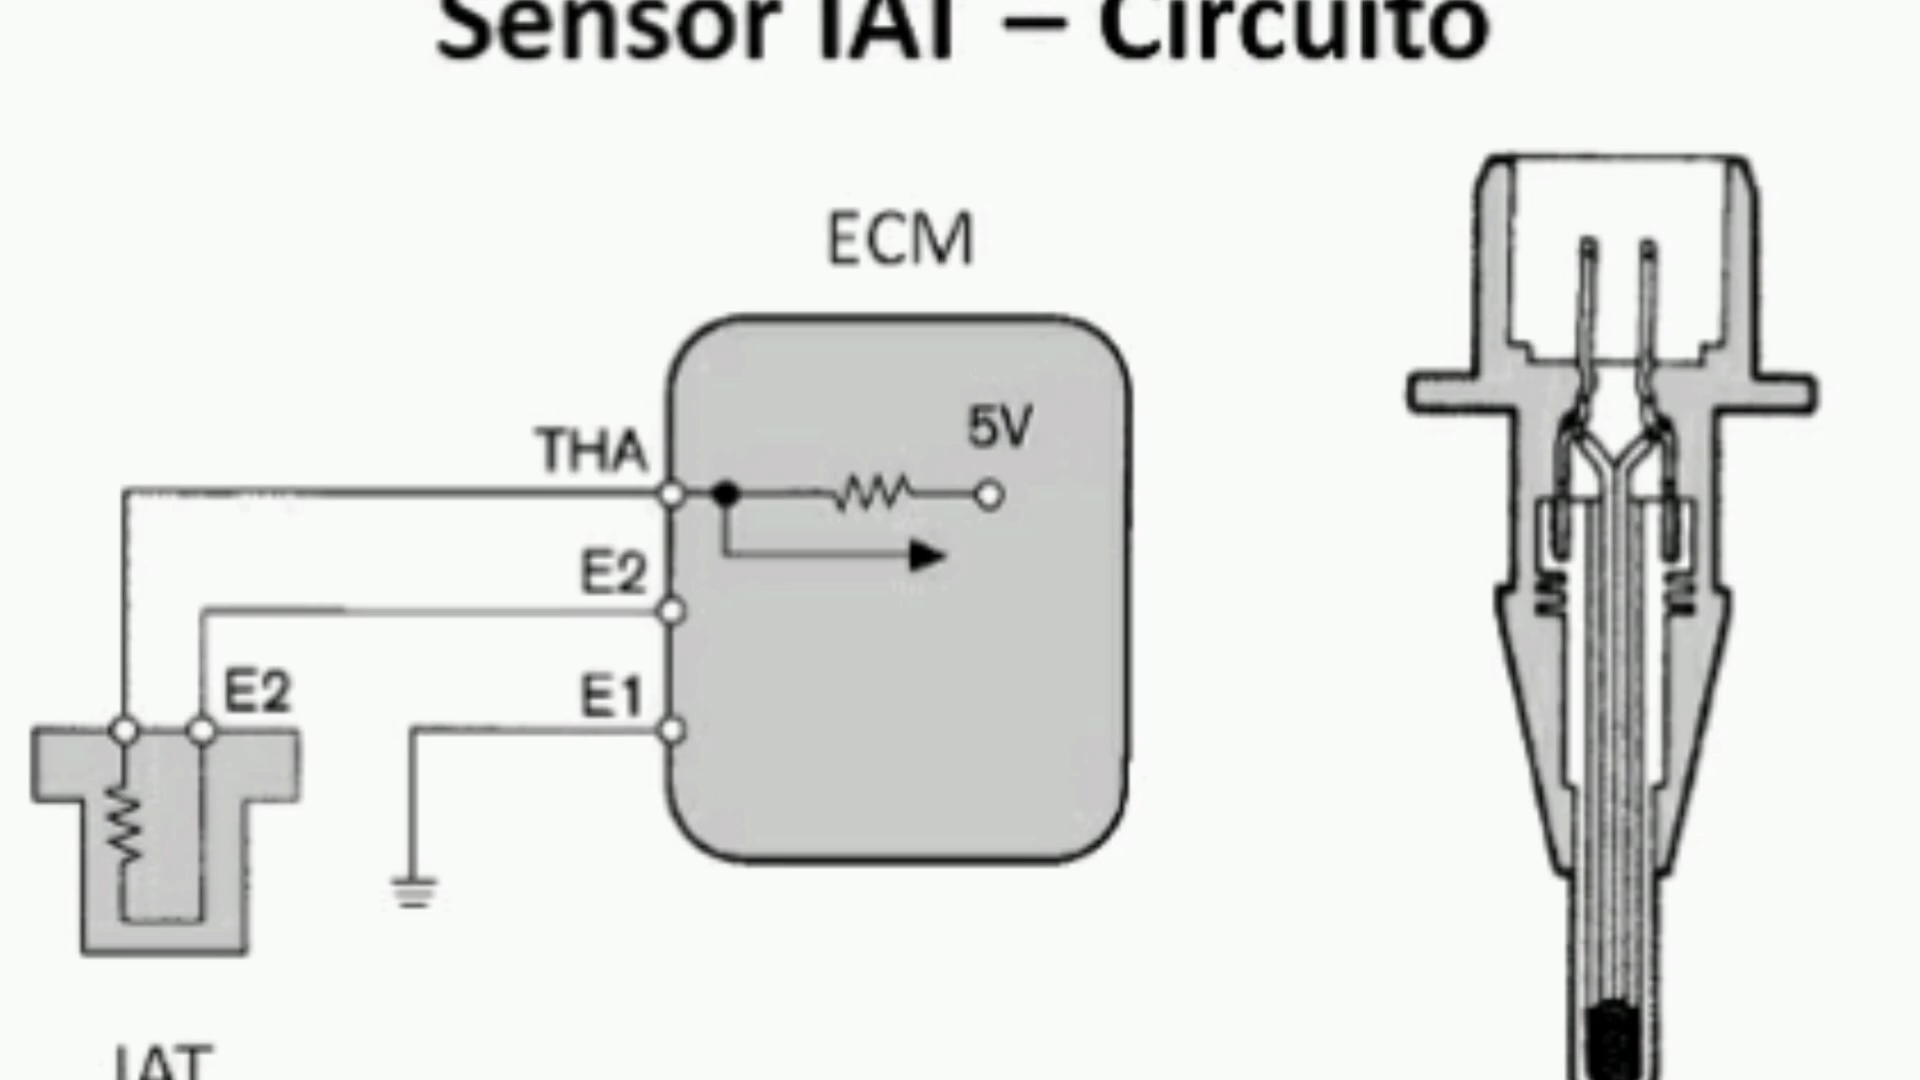 Sensor IAT – Circuito
ECM
5V
THA
E2
E2
E1
IAT